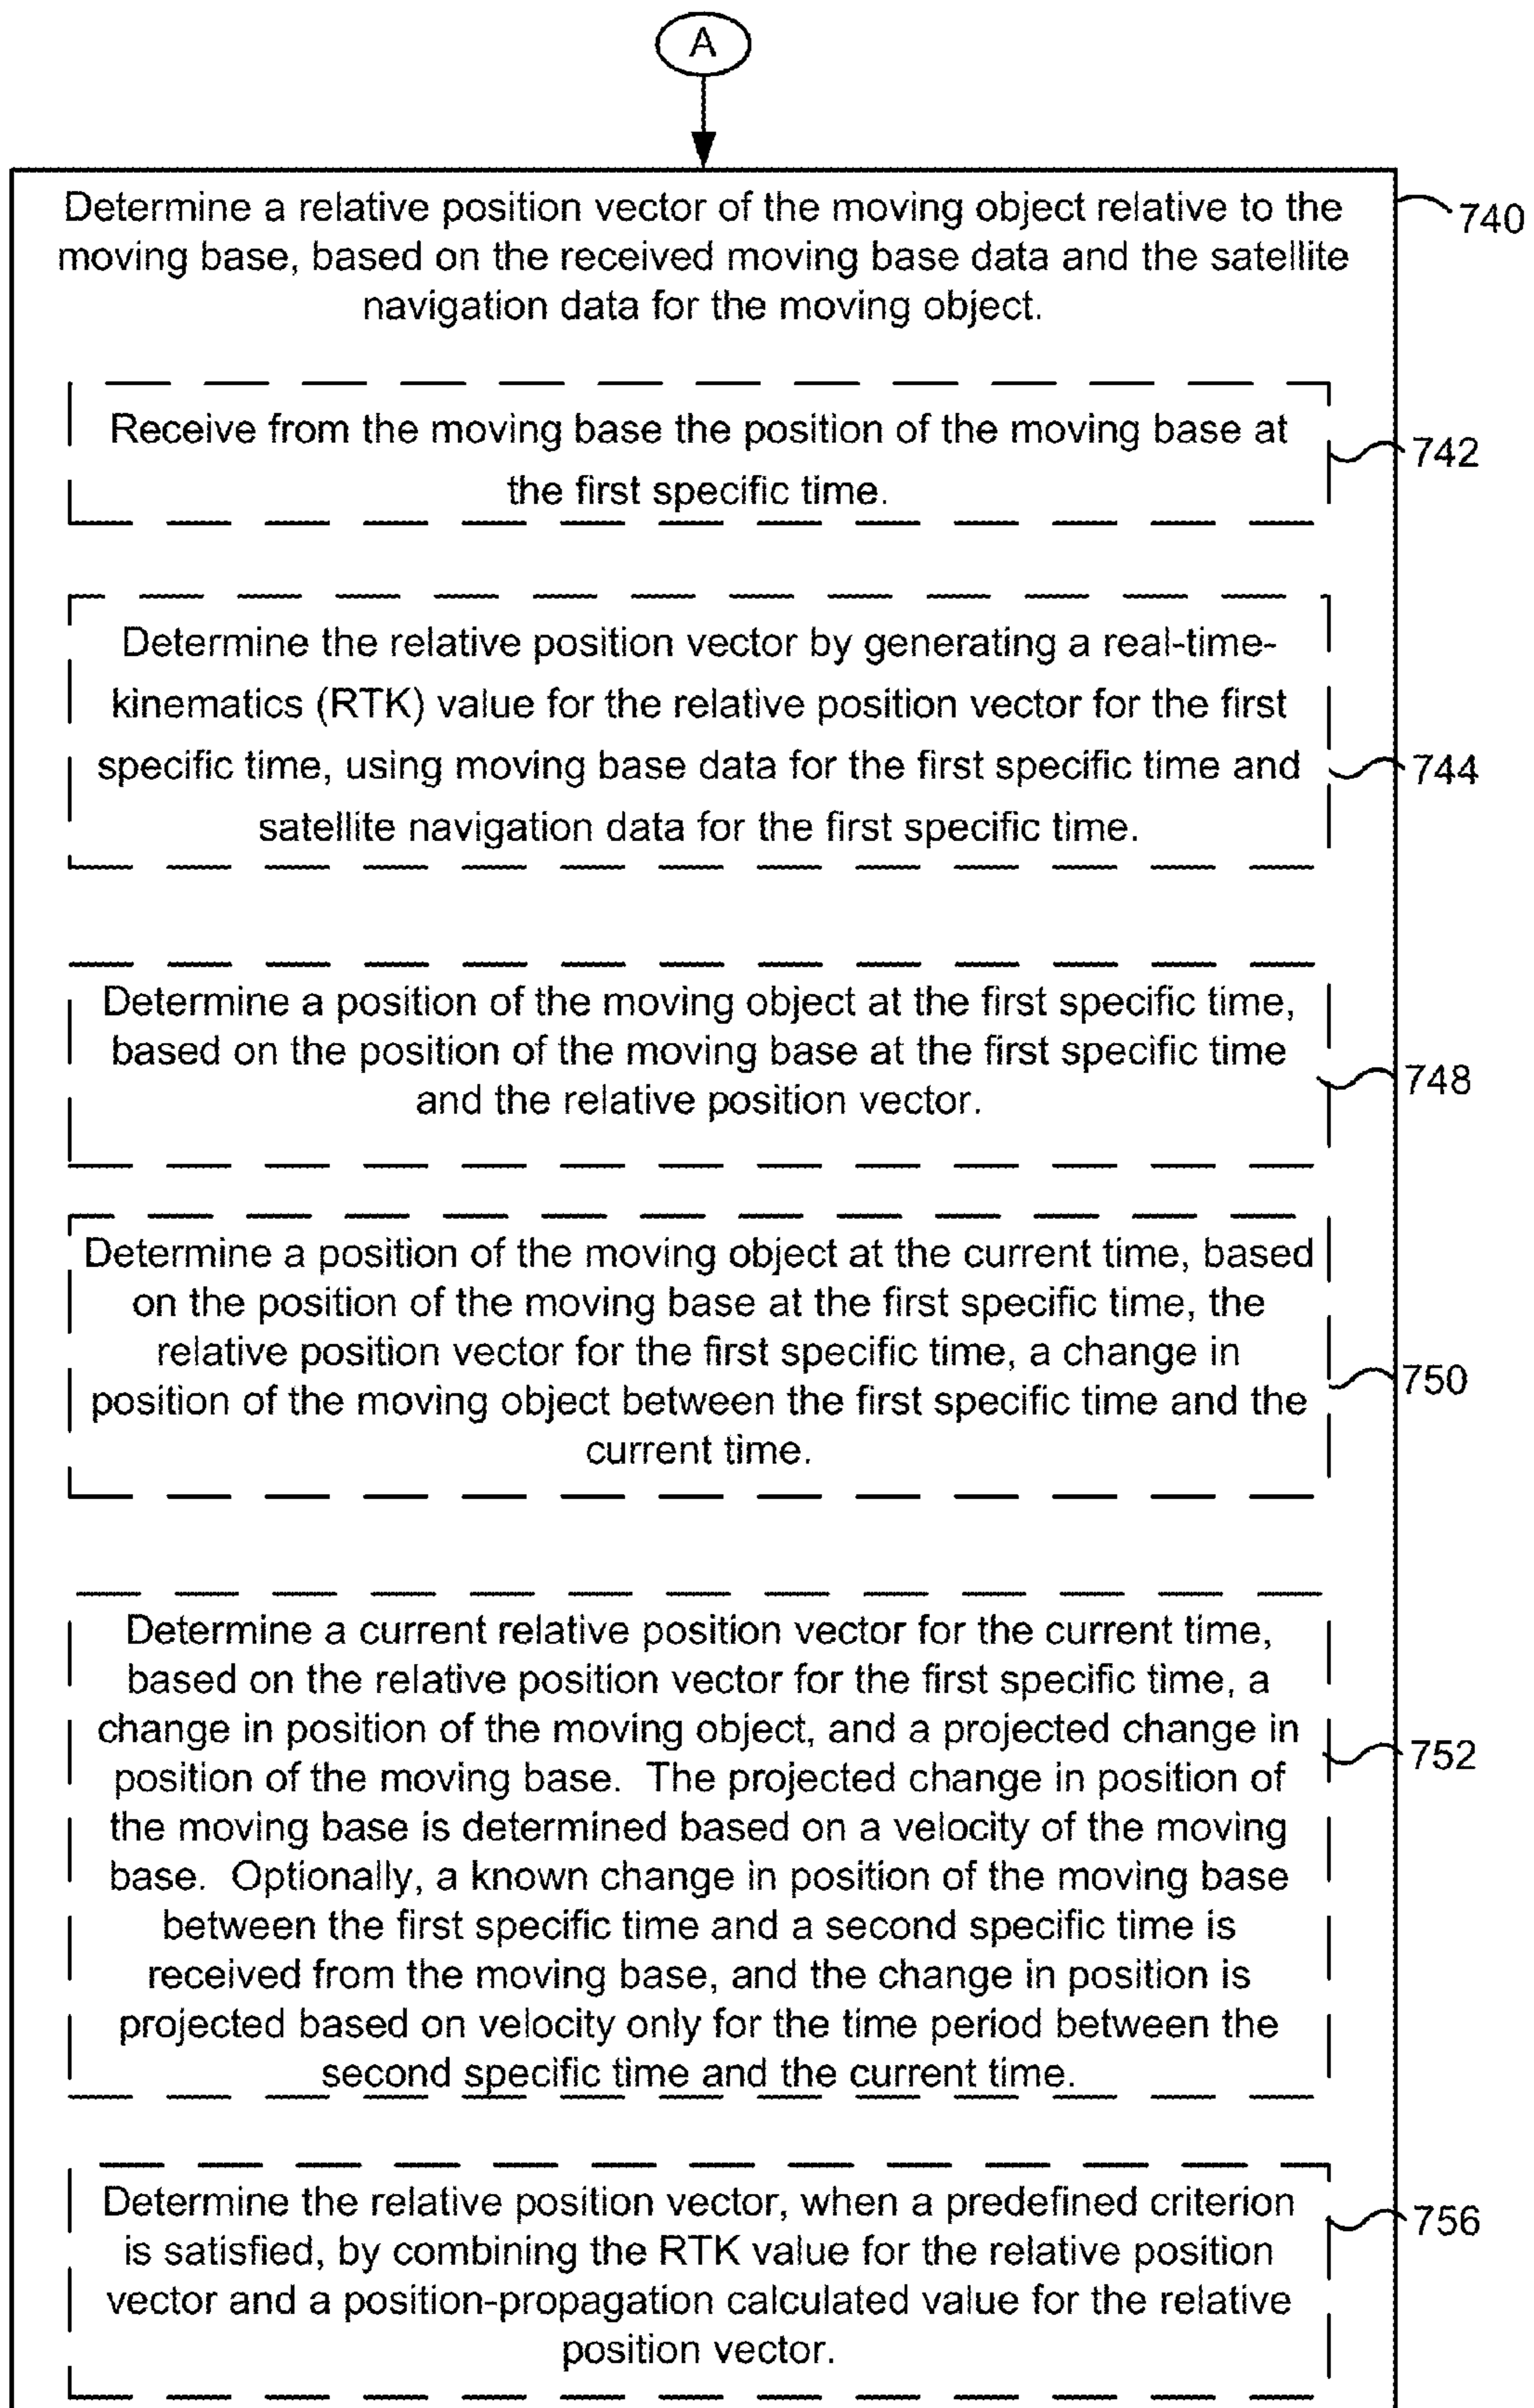 A
Determine a relative position vector of the moving object relative to the
moving base, based on the received moving base data and the satellite
navigation data for the moving object.
740
Receive from the moving base the position of the moving base at
the first specific time.
742
Determine the relative position vector by generating a real-time-
kinematics (RTK) value for the relative position vector for the first
specific time, using moving base data for the first specific time and
satellite navigation data for the first specific time.
744
Determine a position of the moving object at the first specific time,
based on the position of the moving base at the first specific time
and the relative position vector.
748
Determine a position of the moving object at the current time, based
on the position of the moving base at the first specific time, the
relative position vector for the first specific time, a change in
position of the moving object between the first specific time and the
current time.
750
Determine a current relative position vector for the current time,
based on the relative position vector for the first specific time, a
change in position of the moving object, and a projected change in
position of the moving base.  The projected change in position of
the moving base is determined based on a velocity of the moving
base.  Optionally, a known change in position of the moving base
between the first specific time and a second specific time is
received from the moving base, and the change in position is
projected based on velocity only for the time period between the
second specific time and the current time.
752
Determine the relative position vector, when a predefined criterion
is satisfied, by combining the RTK value for the relative position
vector and a position-propagation calculated value for the relative
position vector.
756